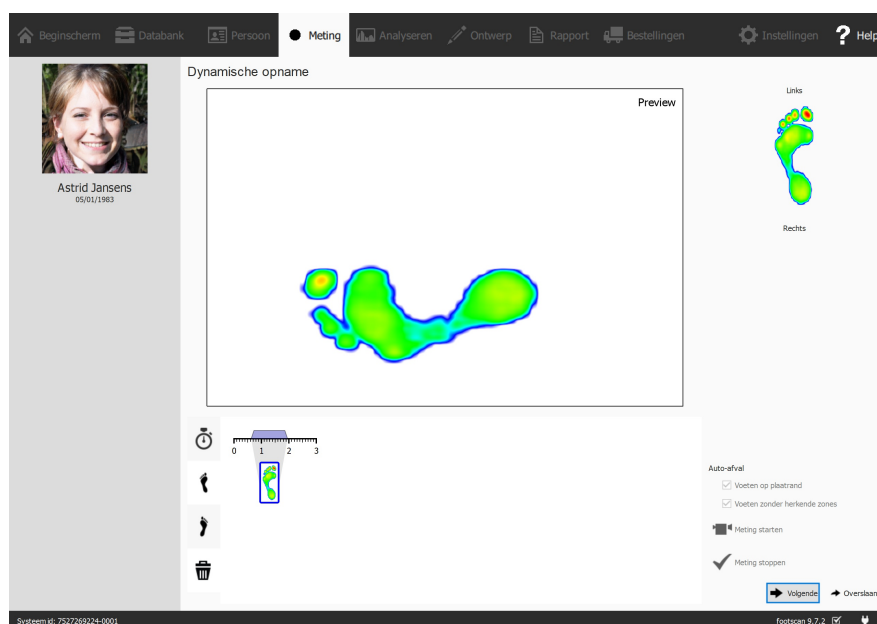 Beginscherm Databank Persoon Meting Analyseren Ontwerp Rapport Bestellingen Instellingen ? Help
Dynamische opname
Preview
Links
Astrid Jansens
05/01/1983
Rechts
0 1 2 3
Auto-afval
Voeten op plaatrand
Voeten zonder herkende zones
Meting starten
Meting stoppen
Volgende Overslaan
Systeem id: 7527269224-0001 footscan 9.7.2